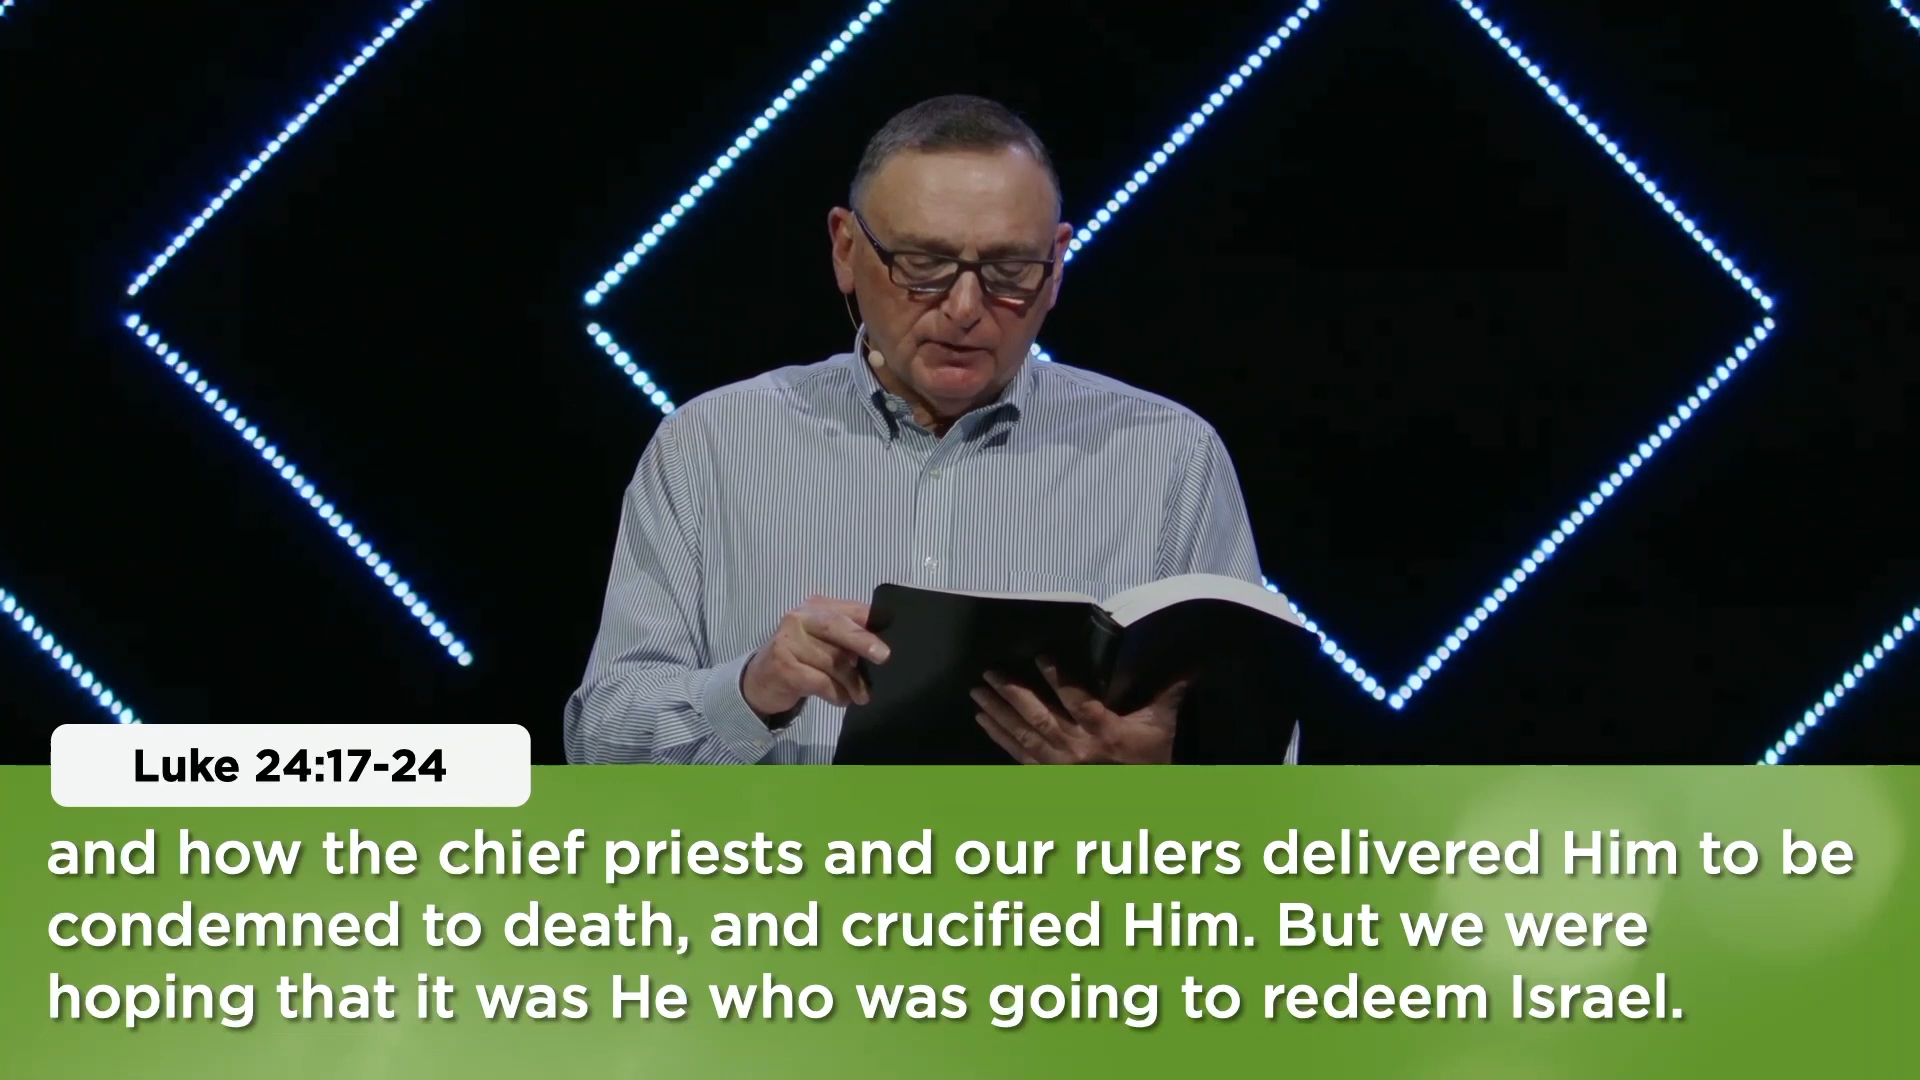 Luke 24:17-24
and how the chief priests and our rulers delivered Him to be
condemned to death, and crucified Him. But we were
hoping that it was He who was going to redeem Israel.